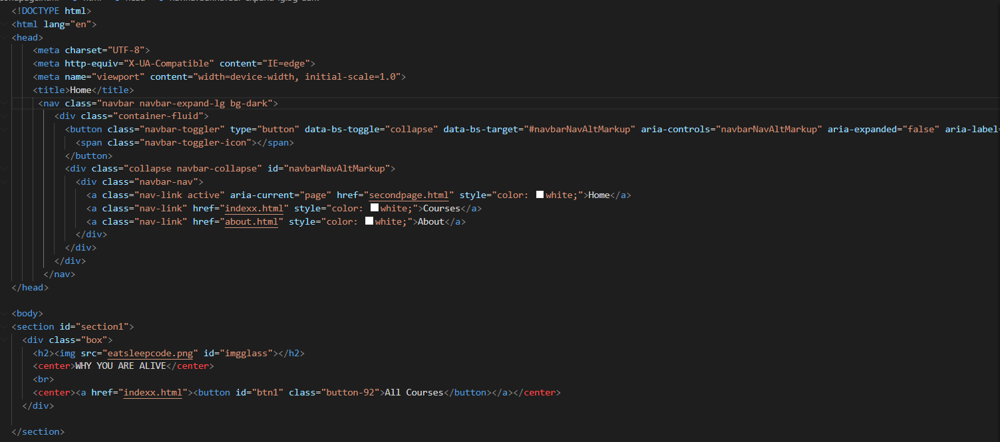 <!DOCTYPE html>
<html lang="en">
<head>
<meta charset="UTF-8">
<meta http-equiv="X-UA-Compatible" content="IE=edge">
<meta name="viewport" content="width=device-width, initial-scale=1.0">
<title>Home</title>
<nav class="navbar navbar-expand-lg bg-dark">
<div class="container-fluid">
<button class="navbar-toggler" type="button" data-bs-toggle="collapse" data-bs-target="#navbarNavAltMarkup" aria-controls="navbarNavAltMarkup" aria-expanded="false" aria-label=
<span class="navbar-toggler-icon"></span>
</button>
<div class="collapse navbar-collapse" id="navbarNavAltMarkup">
<div class="navbar-nav">
<a class="nav-link active" aria-current="page" href="secondpage.html" style="color: white;">Home</a>
<a class="nav-link" href="indexx.html" style="color: white;">Courses</a>
<a class="nav-link" href="about.html" style="color: white;">About</a>
</div>
</div>
</div>
</nav>
</head>
<body>
<section id="section1">
<div class="box">
<h2><img src="eatsleepcode.png" id="imgglass"></h2>
<center>WHY YOU ARE ALIVE</center>
<br>
<center><a href="indexx.html"><button id="btn1" class="button-92">All Courses</button></a></center>
</div>
</section>